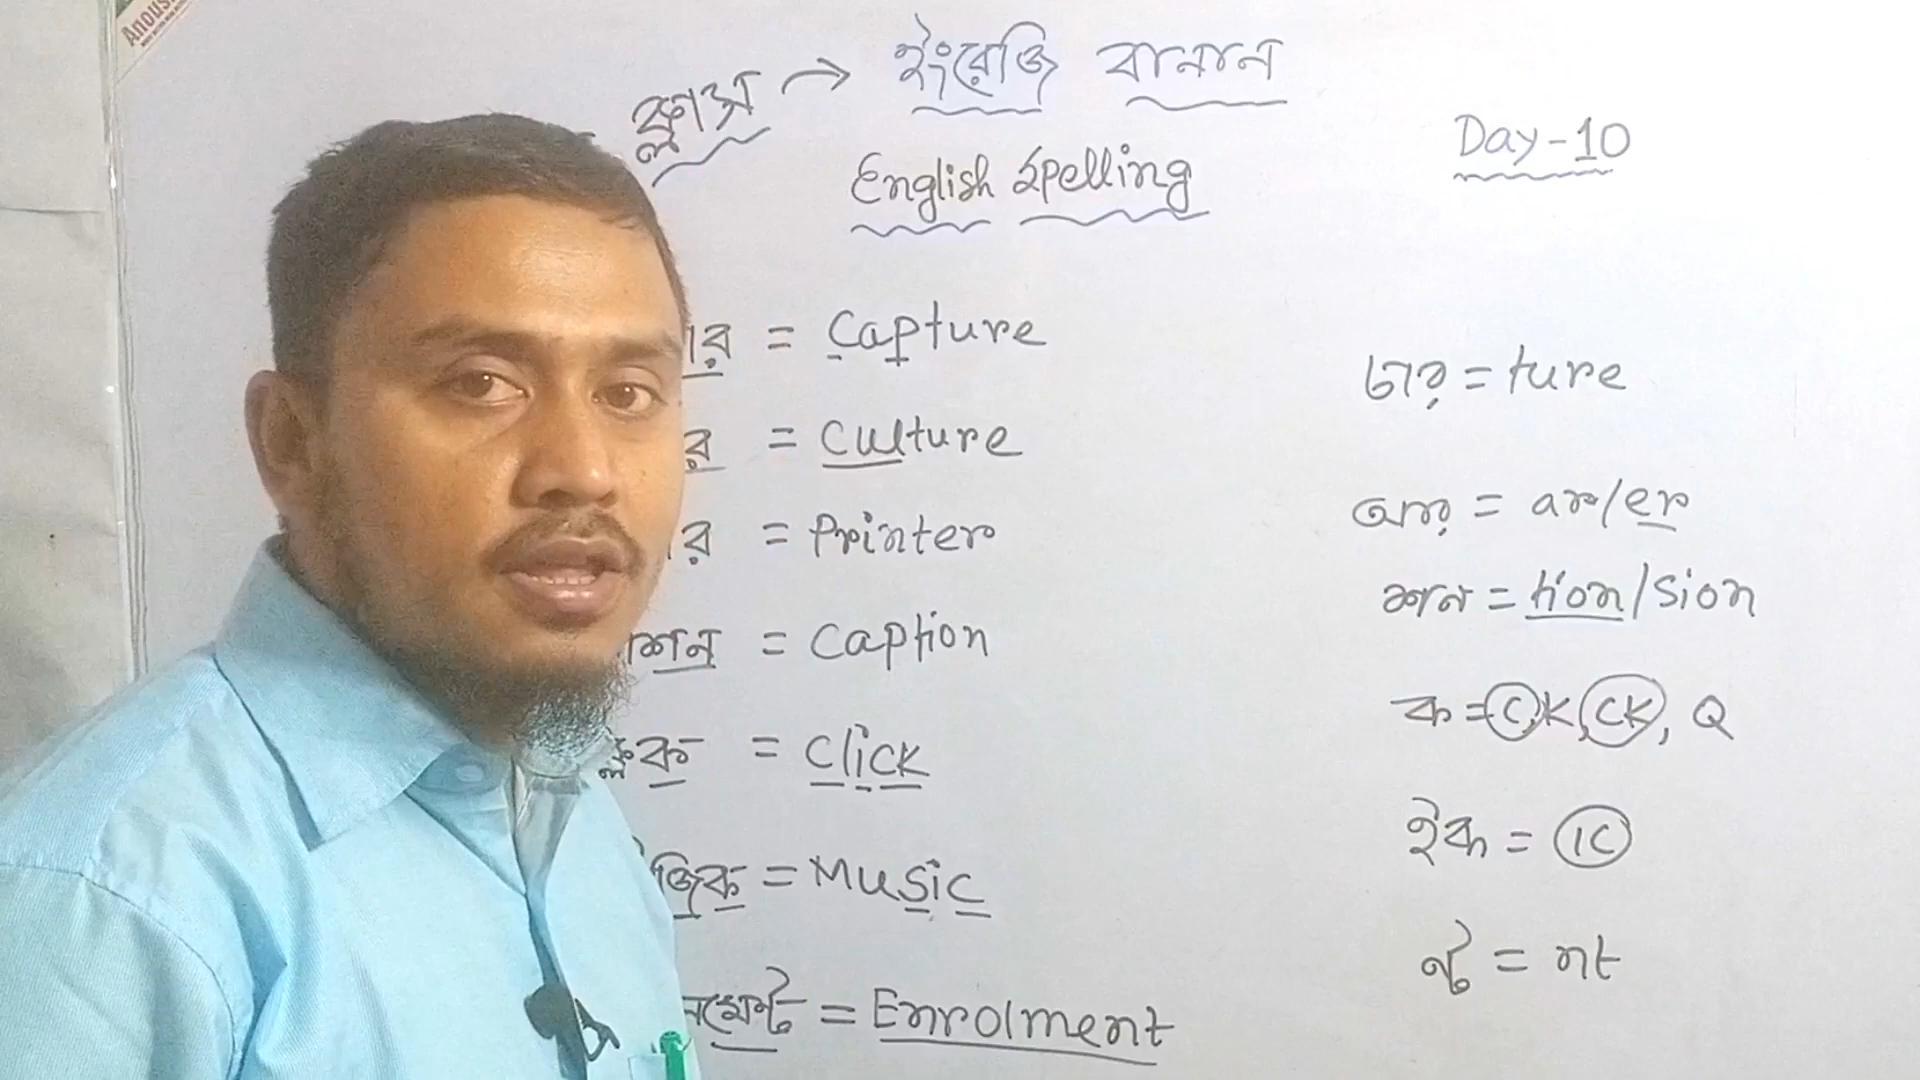 ক্লাস → ইংরেজি বানান
English Spelling
Day-10
ার = Capture
র = Culture
ার = Printer
াশন = Caption
ক্লিক = Click
জিক = Music
নমেন্ট = Enrolment
চার = ture
আর = ar/er
শন = tion/sion
ক = C, K, CK, Q
ইক = ic
ন্ট = nt